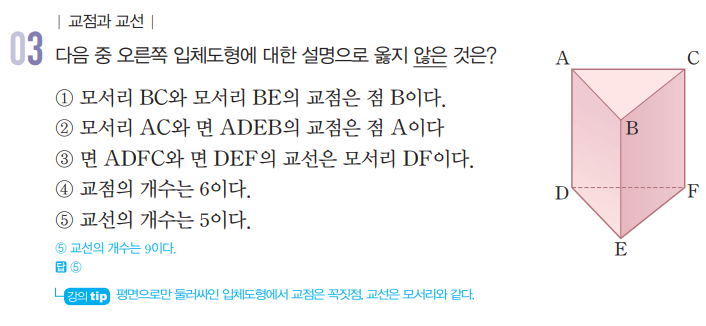 | 교점과 교선 |
03 다음 중 오른쪽 입체도형에 대한 설명으로 옳지 않은 것은?
① 모서리 BC와 모서리 BE의 교점은 점 B이다.
② 모서리 AC와 면 ADEB의 교점은 점 A이다
③ 면 ADFC와 면 DEF의 교선은 모서리 DF이다.
④ 교점의 개수는 6이다.
⑤ 교선의 개수는 5이다.
⑤ 교선의 개수는 9이다.
답 ⑤
강의 tip 평면으로만 둘러싸인 입체도형에서 교점은 꼭짓점, 교선은 모서리와 같다.
A C
B
D F
E